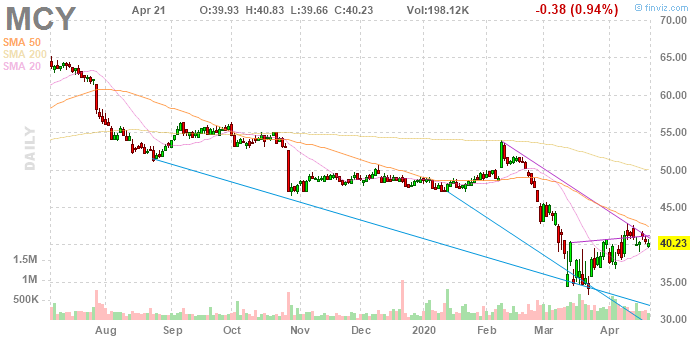 MCY Apr 21 O:39.93 H:40.83 L:39.66 C:40.23 Vol:198.12K -0.38 (0.94%) © finviz.com
SMA 50
SMA 200
SMA 20
DAILY
65.00
60.00
55.00
50.00
45.00
40.23
35.00
30.00
1.5M
1M
500K
Aug Sep Oct Nov Dec 2020 Feb Mar Apr